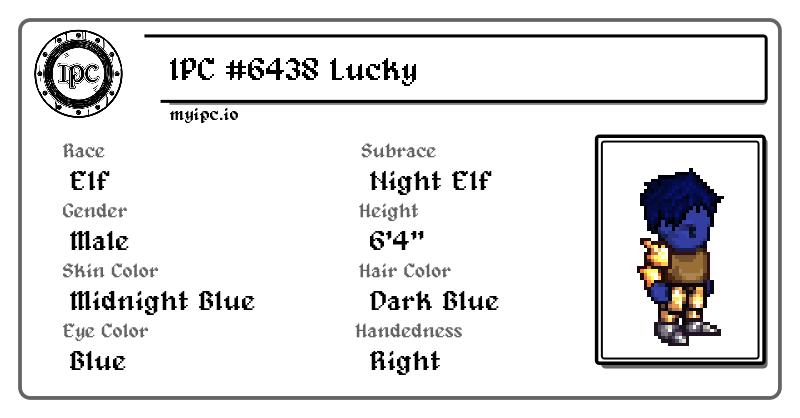 IPC
IPC #6438 Lucky
myipc.io
Race
Elf
Subrace
Night Elf
Gender
Male
Height
6'4"
Skin Color
Midnight Blue
Hair Color
Dark Blue
Eye Color
Blue
Handedness
Right